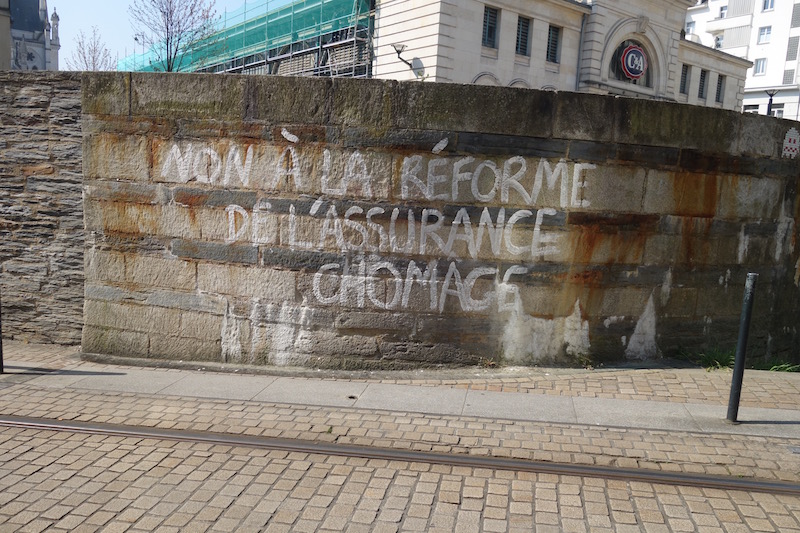 C&A
NON À LA RÉFORME
DE L'ASSURANCE
CHÔMAGE